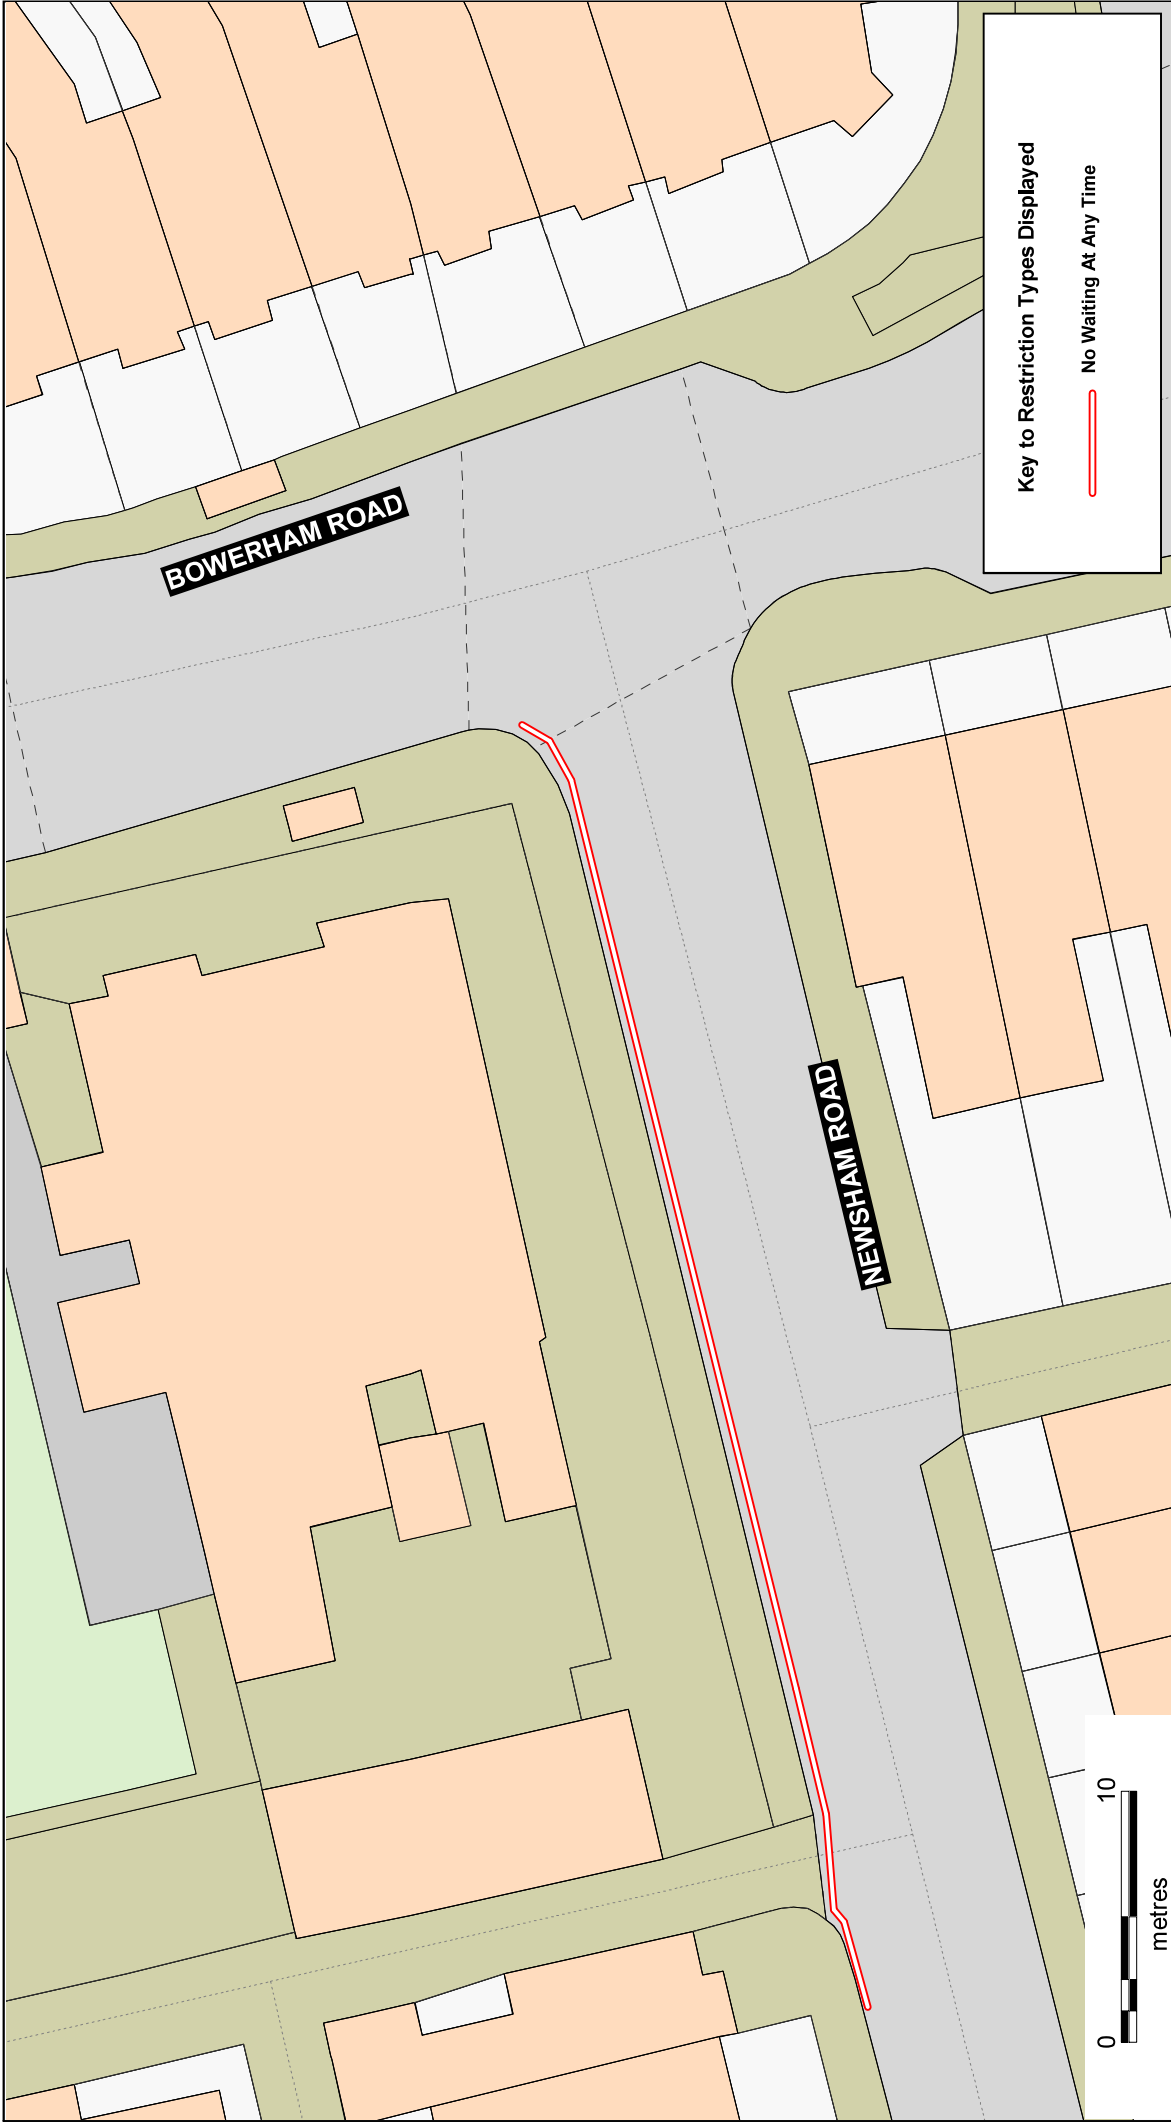 BOWERHAM ROAD
NEWSHAM ROAD
Key to Restriction Types Displayed
No Waiting At Any Time
0 10
metres